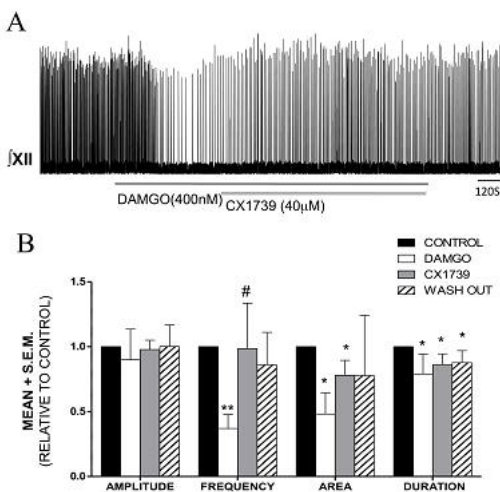 A
∫XII
DAMGO(400nM)
CX1739 (40μM)
120S
B
CONTROL
DAMGO
CX1739
WASH OUT
MEAN + S.E.M.
(RELATIVE TO CONTROL)
1.5
1.0
0.5
0.0
#
**
*
*
*
*
*
AMPLITUDE
FREQUENCY
AREA
DURATION